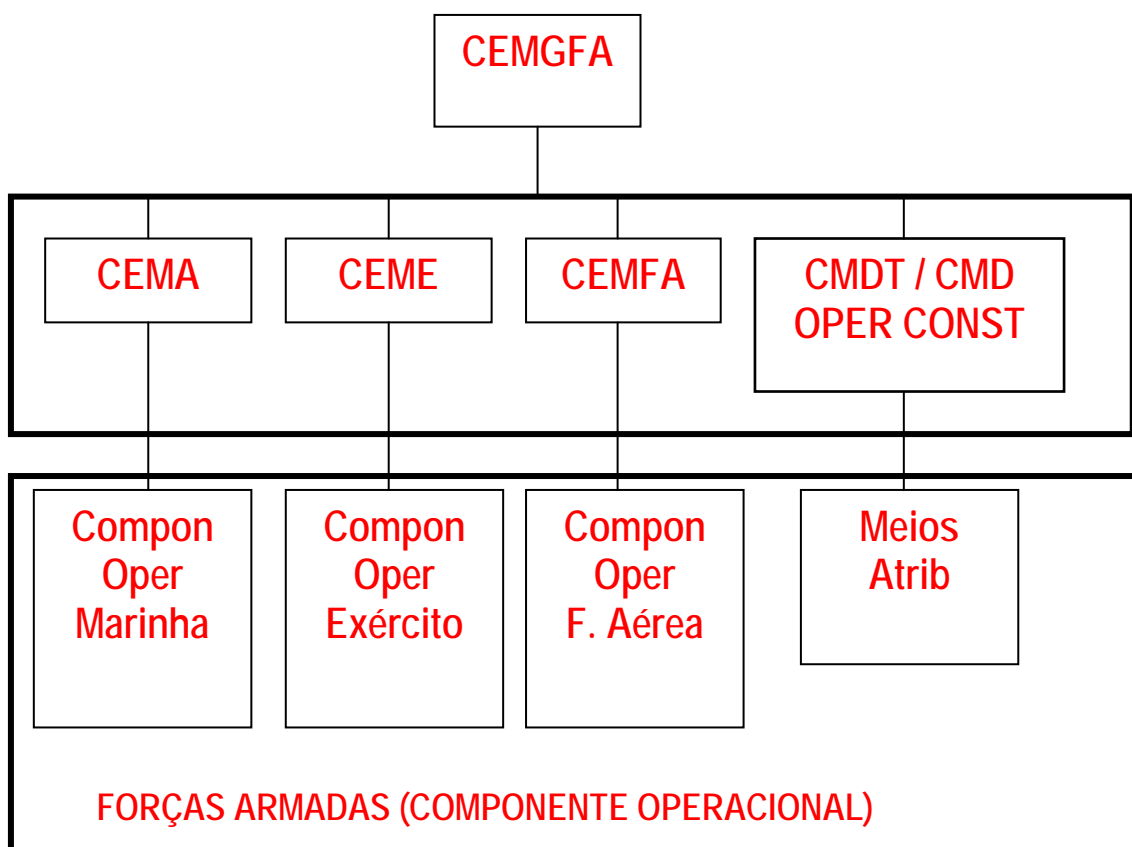 CEMGFA
CEMA
CEME
CEMFA
CMDT / CMD
OPER CONST
Compon
Oper
Marinha
Compon
Oper
Exército
Compon
Oper
F. Aérea
Meios
Atrib
FORÇAS ARMADAS (COMPONENTE OPERACIONAL)